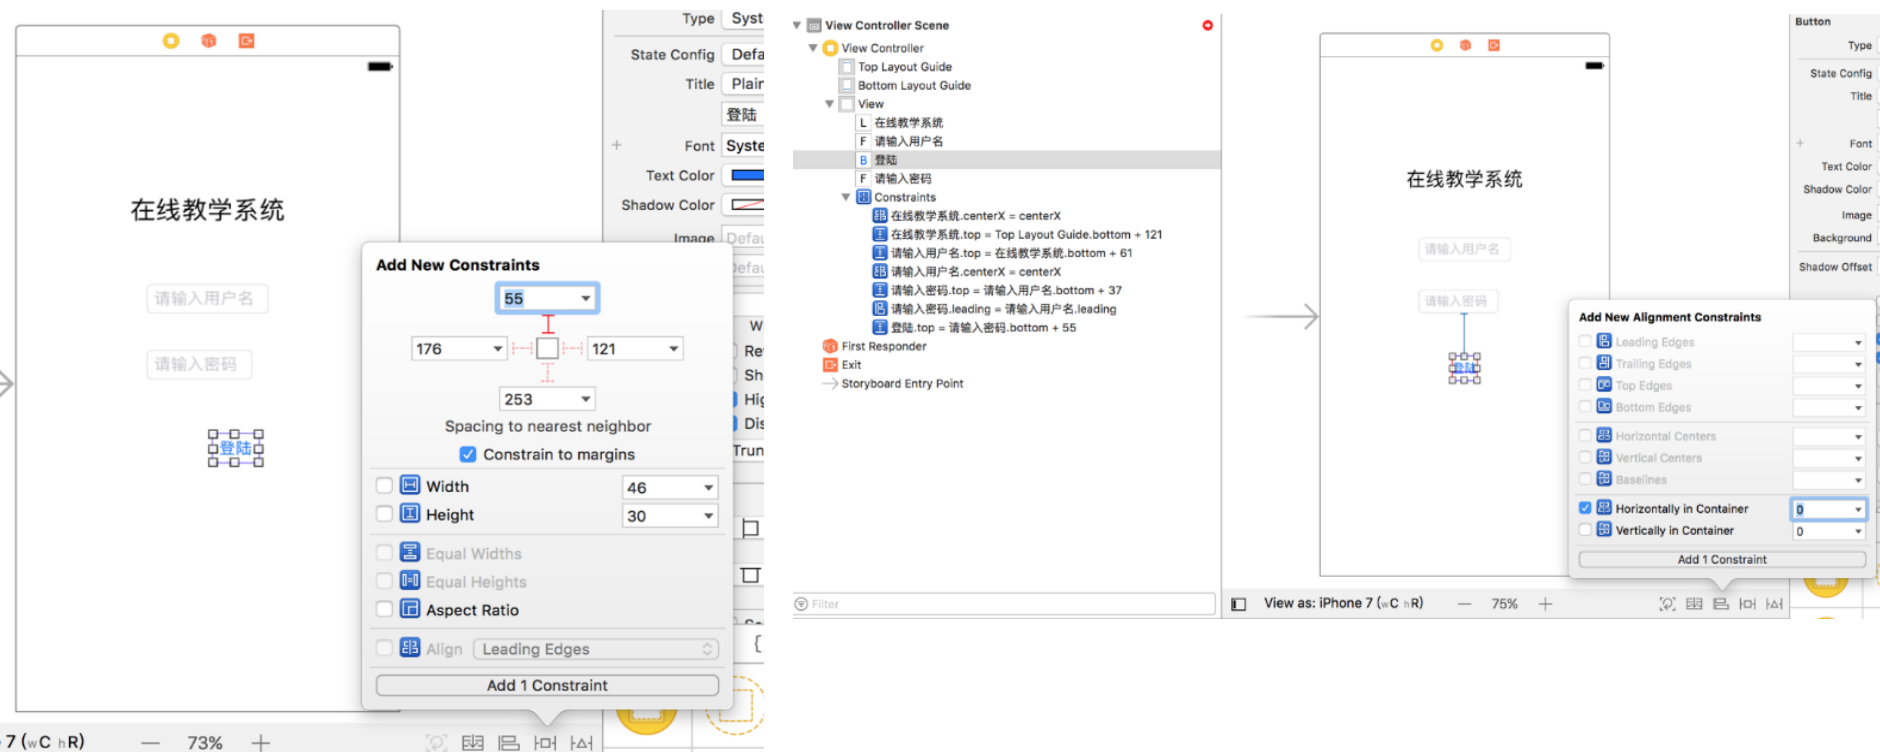 Type Syst
State Config Defa
Title Plain
登陆
+ Font Syste
Text Color
Shadow Color
Image Defau
Defau
在线教学系统
请输入用户名
请输入密码
登陆
Add New Constraints
55
176
121
253
Spacing to nearest neighbor
Constrain to margins
Width 46
Height 30
Equal Widths
Equal Heights
Aspect Ratio
Align Leading Edges
Add 1 Constraint
W
Re
Sh
Hig
Dis
Trun
{
7 (wC hR) — 73% +
View Controller Scene
View Controller
Top Layout Guide
Bottom Layout Guide
View
L 在线教学系统
F 请输入用户名
B 登陆
F 请输入密码
Constraints
在线教学系统.centerX = centerX
在线教学系统.top = Top Layout Guide.bottom + 121
请输入用户名.top = 在线教学系统.bottom + 61
请输入用户名.centerX = centerX
请输入密码.top = 请输入用户名.bottom + 37
请输入密码.leading = 请输入用户名.leading
登陆.top = 请输入密码.bottom + 55
First Responder
Exit
Storyboard Entry Point
Filter
在线教学系统
请输入用户名
请输入密码
登陆
View as: iPhone 7 (wC hR) — 75% +
Button
Type
State Config
Title
+ Font
Text Color
Shadow Color
Image
Background
Shadow Offset
Add New Alignment Constraints
Leading Edges
Trailing Edges
Top Edges
Bottom Edges
Horizontal Centers
Vertical Centers
Baselines
Horizontally in Container 0
Vertically in Container 0
Add 1 Constraint